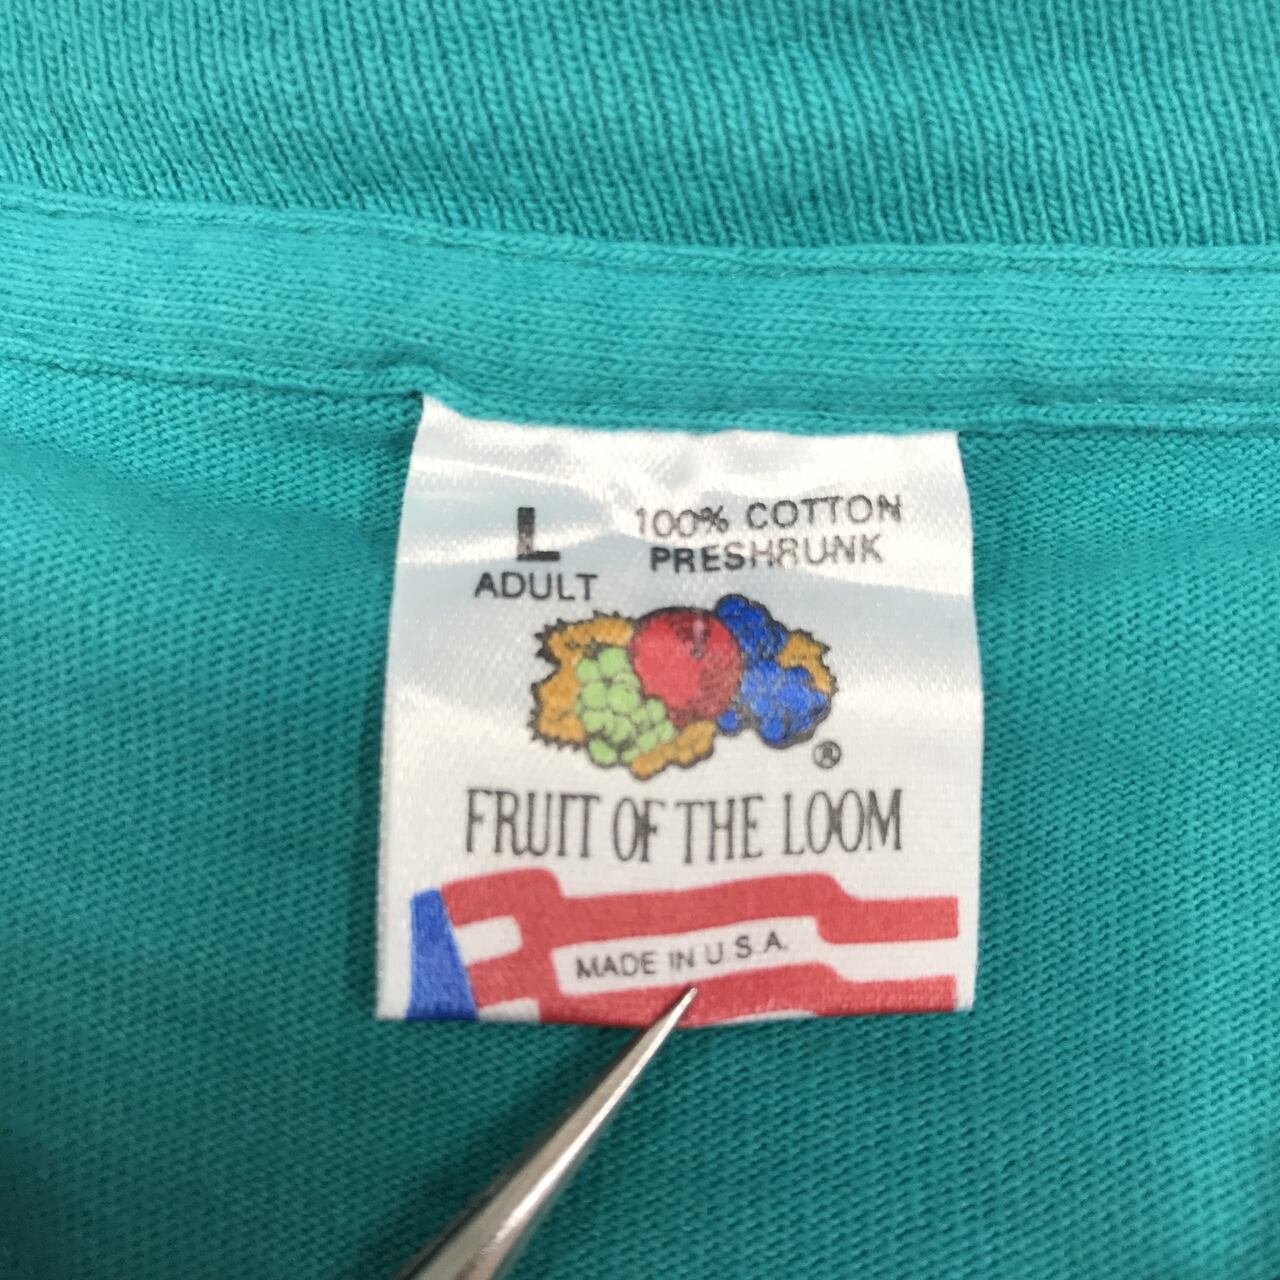 L
ADULT
100% COTTON
PRESHRUNK
®
FRUIT OF THE LOOM
MADE IN U.S.A.